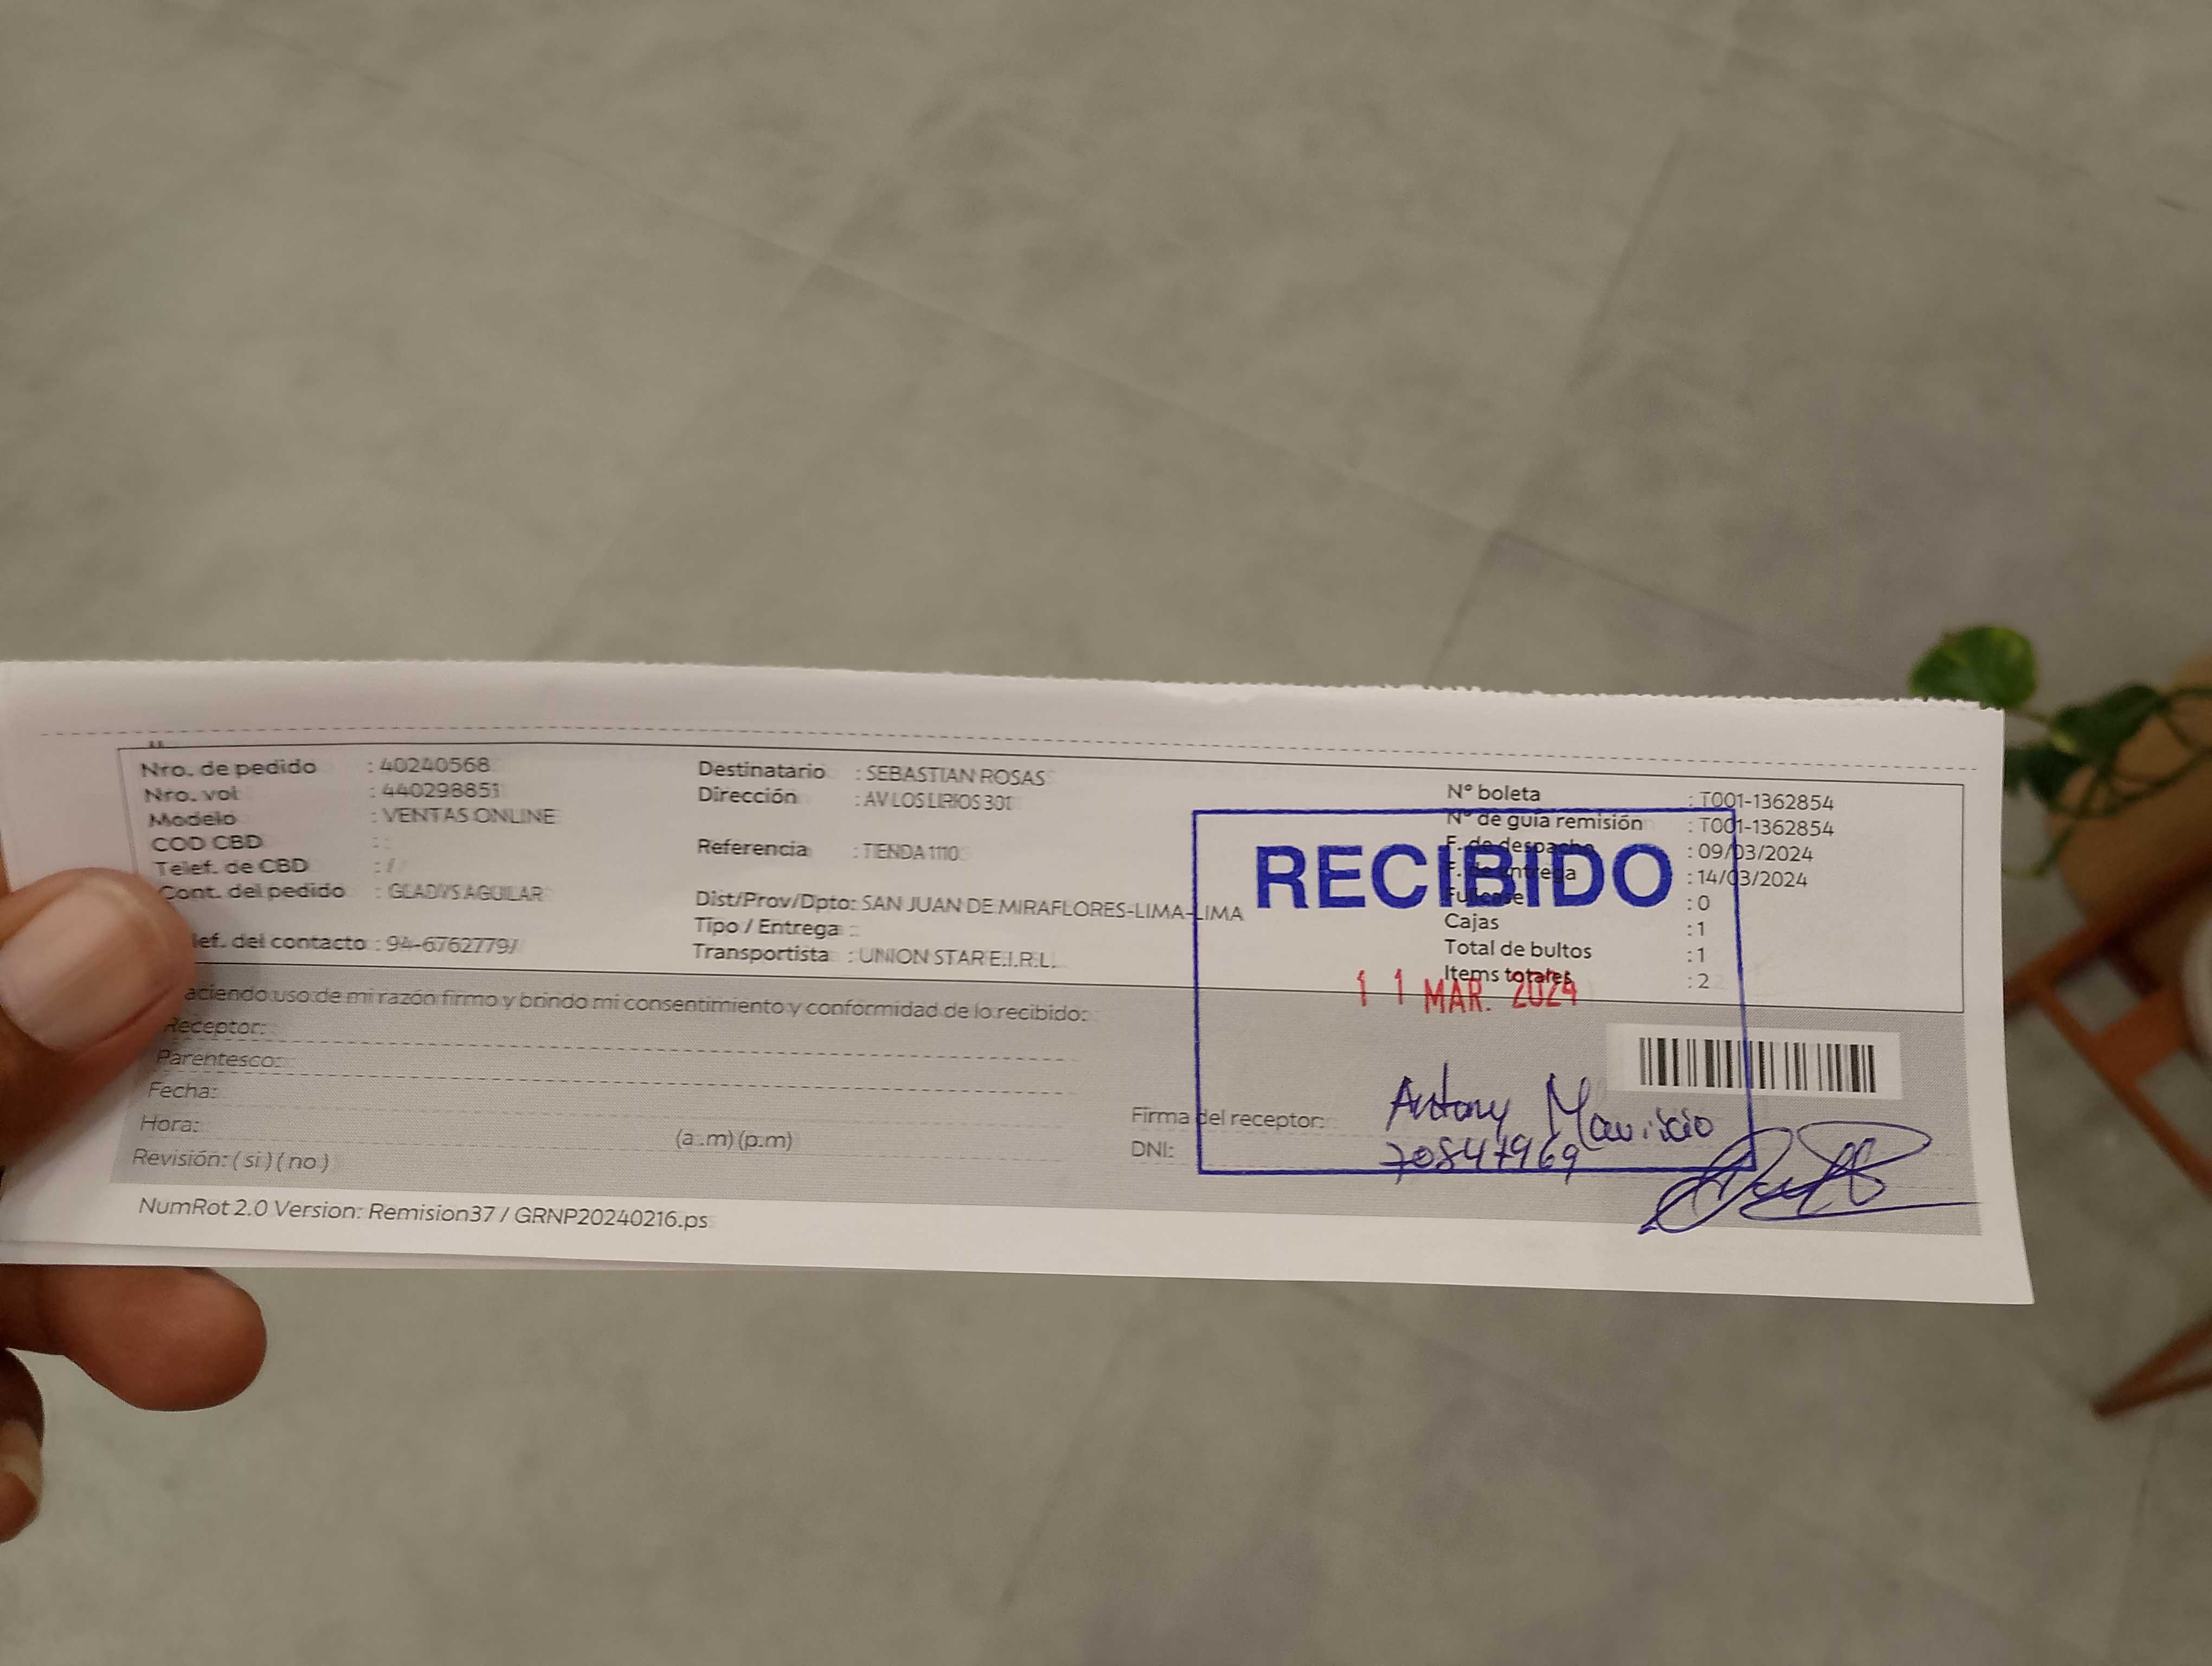 Nro. de pedido : 40240568
Nro. vol : 440298851
Modelo : VENTAS ONLINE
COD CBD :
Telef. de CBD : /
Cont. del pedido : GLADYS AGUILAR
lef. del contacto : 94-6762779/
Destinatario : SEBASTIAN ROSAS
Dirección : AV LOS LIRIOS 301
Referencia : TIENDA 1110
Dist/Prov/Dpto: SAN JUAN DE MIRAFLORES-LIMA-LIMA
Tipo / Entrega :
Transportista : UNION STAR E.I.R.L.
N° boleta : T001-1362854
N° de guía remisión : T001-1362854
F. de despacho : 09/03/2024
F. de entrega : 14/03/2024
Fullcase : 0
Cajas : 1
Total de bultos : 1
Items totales : 2
RECIBIDO
11 MAR. 2024
aciendo uso de mi razón firmo y brindo mi consentimiento y conformidad de lo recibido:
Receptor:
Parentesco:
Fecha:
Hora: (a.m) (p.m)
Revisión: ( si ) ( no )
Firma del receptor: Antony Mauricio
DNI: 70847969
NumRot 2.0 Version: Remision37 / GRNP20240216.ps